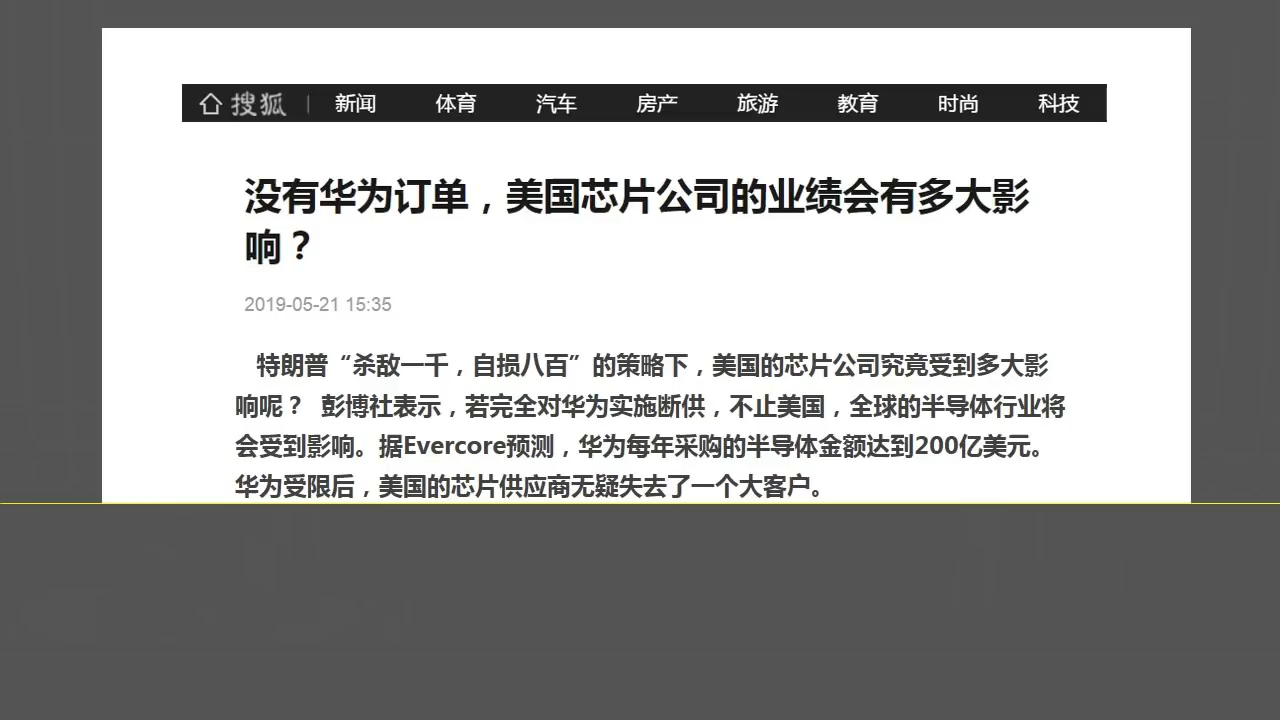 搜狐 | 新闻 体育 汽车 房产 旅游 教育 时尚 科技
没有华为订单，美国芯片公司的业绩会有多大影
响？
2019-05-21 15:35
特朗普“杀敌一千，自损八百”的策略下，美国的芯片公司究竟受到多大影
响呢？ 彭博社表示，若完全对华为实施断供，不止美国，全球的半导体行业将
会受到影响。据Evercore预测，华为每年采购的半导体金额达到200亿美元。
华为受限后，美国的芯片供应商无疑失去了一个大客户。